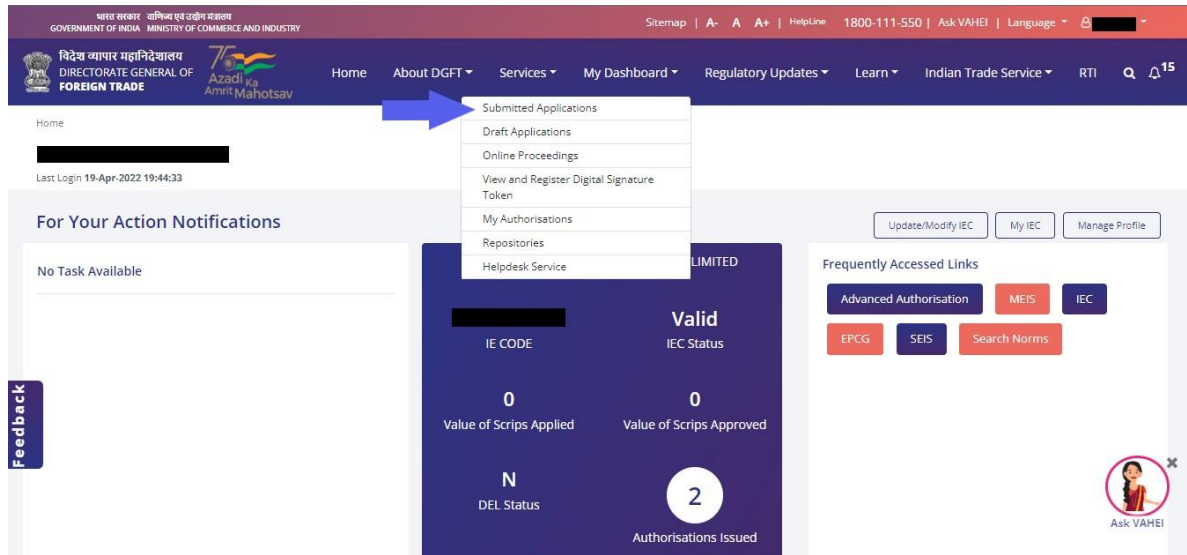 भारत सरकार वाणिज्य एवं उद्योग मंत्रालय
GOVERNMENT OF INDIA MINISTRY OF COMMERCE AND INDUSTRY
Sitemap | A- A A+ | HelpLine 1800-111-550 | Ask VAHEI | Language
विदेश व्यापार महानिदेशालय
DIRECTORATE GENERAL OF
FOREIGN TRADE
75
Azadi Ka
Amrit Mahotsav
Home About DGFT Services My Dashboard Regulatory Updates Learn Indian Trade Service RTI 15
Submitted Applications
Draft Applications
Online Proceedings
View and Register Digital Signature
Token
My Authorisations
Repositories
Helpdesk Service
Home
Last Login 19-Apr-2022 19:44:33
For Your Action Notifications
Update/Modify IEC My IEC Manage Profile
No Task Available
LIMITED
IE CODE
Valid
IEC Status
0
Value of Scrips Applied
0
Value of Scrips Approved
N
DEL Status
2
Authorisations Issued
Frequently Accessed Links
Advanced Authorisation MEIS IEC
EPCG SEIS Search Norms
Feedback
Ask VAHEI